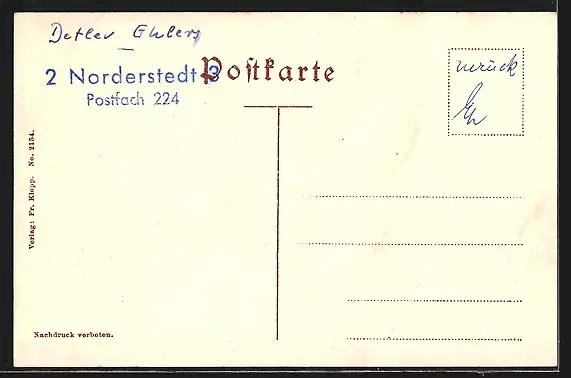 Detlev Ehlers
2 Norderstedt 3
Postfach 224
Postkarte
zurück
Eh
Verlag: Fr. Klopp. No. 2154.
Nachdruck verboten.